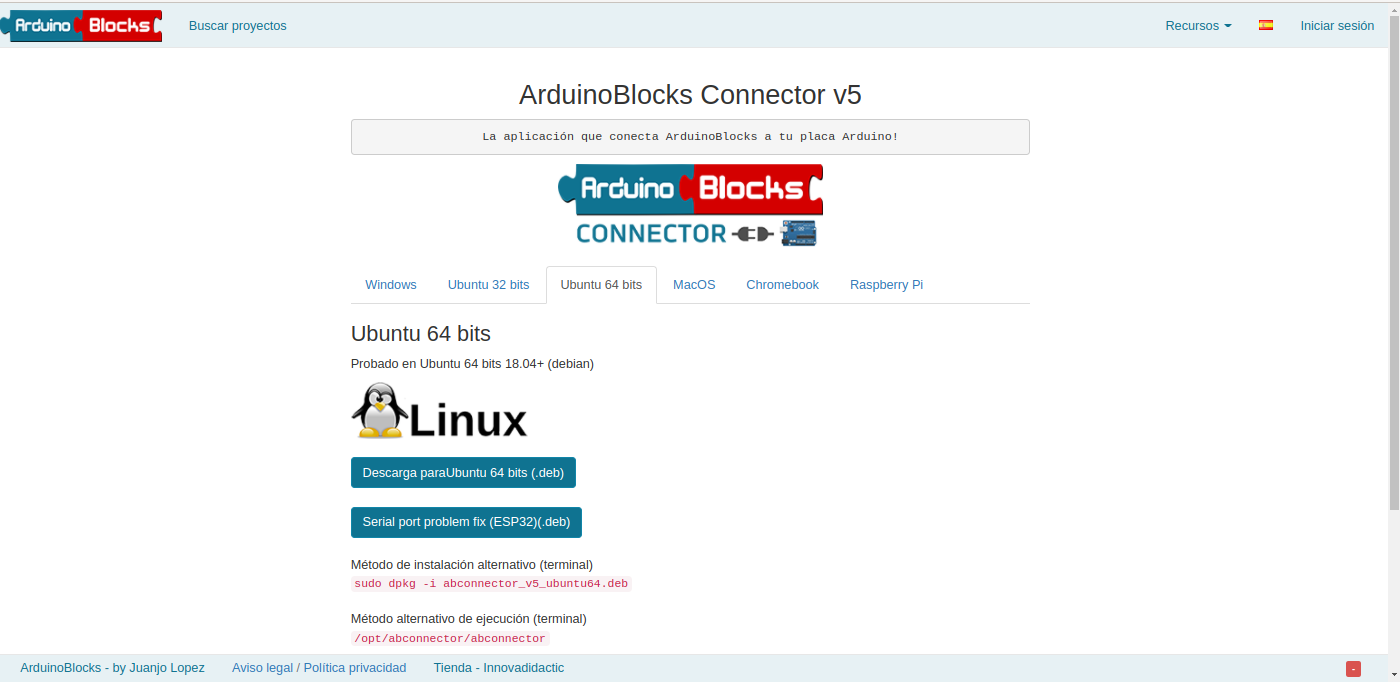 Arduino Blocks Buscar proyectos Recursos Iniciar sesión
ArduinoBlocks Connector v5
La aplicación que conecta ArduinoBlocks a tu placa Arduino!
Arduino Blocks
CONNECTOR
Windows Ubuntu 32 bits Ubuntu 64 bits MacOS Chromebook Raspberry Pi
Ubuntu 64 bits
Probado en Ubuntu 64 bits 18.04+ (debian)
Linux
Descarga paraUbuntu 64 bits (.deb)
Serial port problem fix (ESP32)(.deb)
Método de instalación alternativo (terminal)
sudo dpkg -i abconnector_v5_ubuntu64.deb
Método alternativo de ejecución (terminal)
/opt/abconnector/abconnector
ArduinoBlocks - by Juanjo Lopez Aviso legal / Política privacidad Tienda - Innovadidactic -